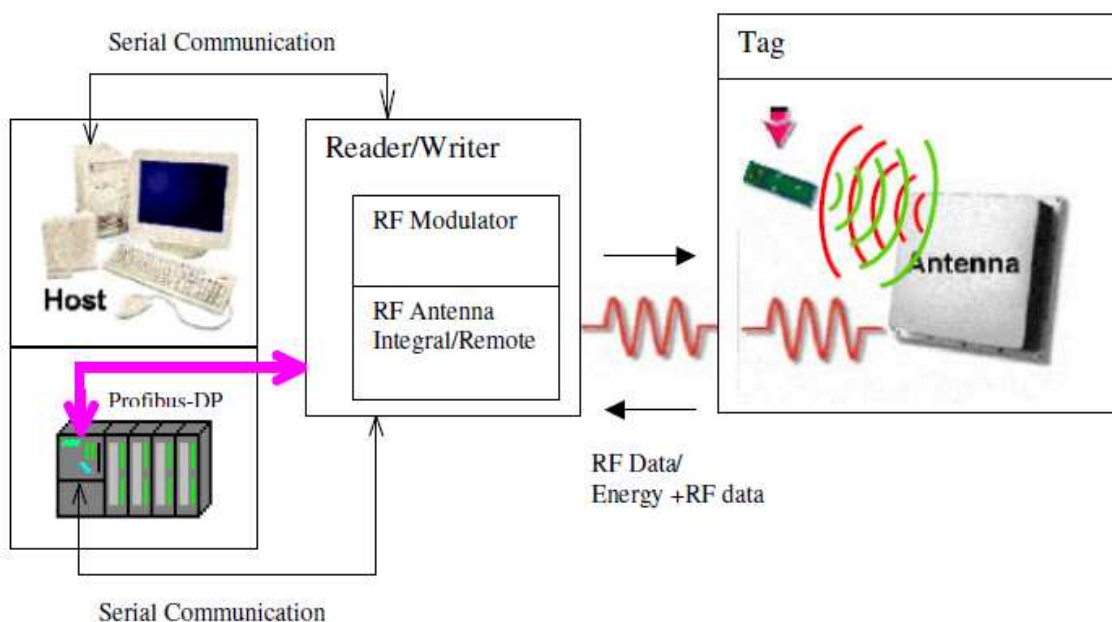 Serial Communication
Tag
Reader/Writer
RF Modulator
Host
Antenna
RF Antenna
Integral/Remote
Profibus-DP
RF Data/
Energy +RF data
Serial Communication